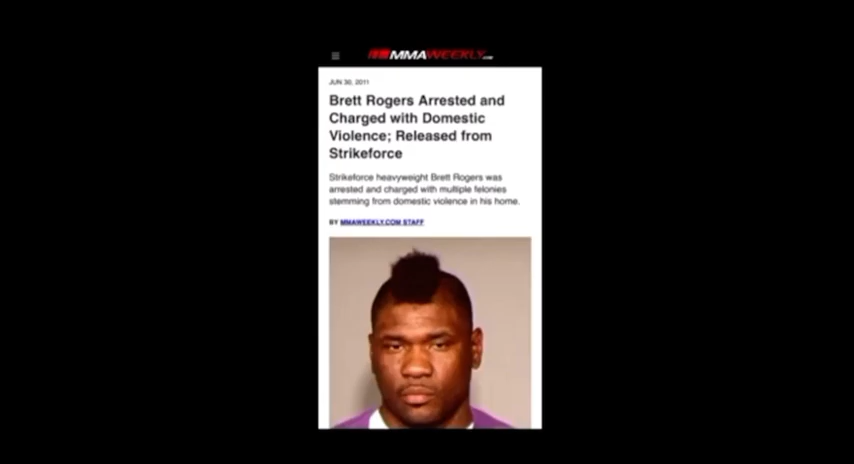 MMAWEEKLY.COM
JUN 30, 2011
Brett Rogers Arrested and
Charged with Domestic
Violence; Released from
Strikeforce
Strikeforce heavyweight Brett Rogers was
arrested and charged with multiple felonies
stemming from domestic violence in his home.
BY MMAWEEKLY.COM STAFF